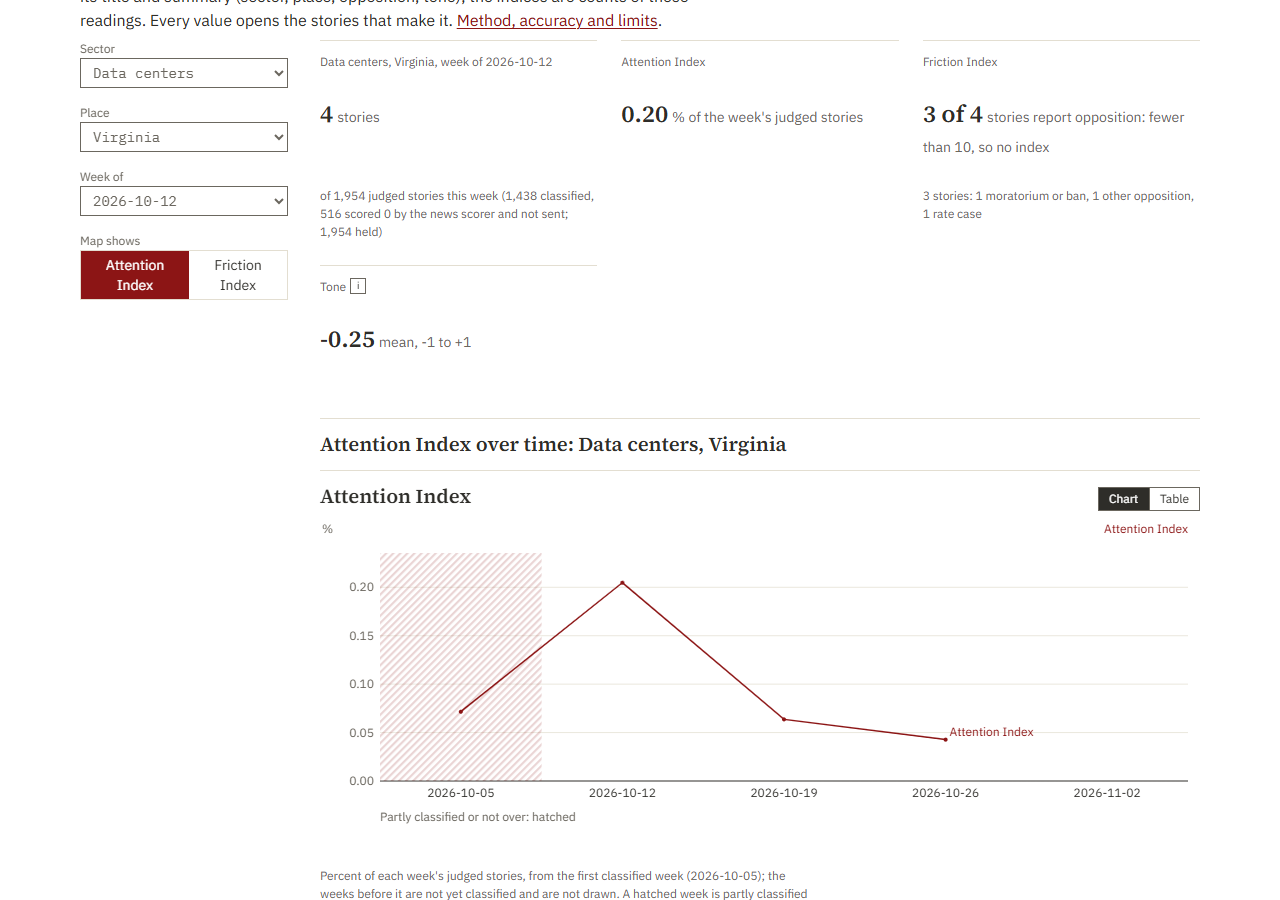 readings. Every value opens the stories that make it. Method, accuracy and limits.
Sector
Data centers
Place
Virginia
Week of
2026-10-12
Map shows
Attention Index
Friction Index
Data centers, Virginia, week of 2026-10-12
4 stories
of 1,954 judged stories this week (1,438 classified,
516 scored 0 by the news scorer and not sent;
1,954 held)
Attention Index
0.20 % of the week's judged stories
Friction Index
3 of 4 stories report opposition: fewer
than 10, so no index
3 stories: 1 moratorium or ban, 1 other opposition,
1 rate case
Tone i
-0.25 mean, -1 to +1
Attention Index over time: Data centers, Virginia
Attention Index
Chart
Table
%
Attention Index
0.20
0.15
0.10
0.05
0.00
Attention Index
2026-10-05
2026-10-12
2026-10-19
2026-10-26
2026-11-02
Partly classified or not over: hatched
Percent of each week's judged stories, from the first classified week (2026-10-05); the
weeks before it are not yet classified and are not drawn. A hatched week is partly classified